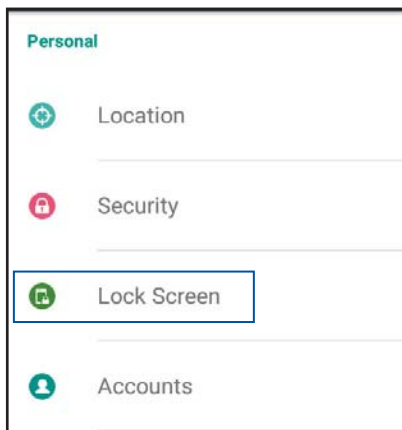 Personal
Location
Security
Lock Screen
Accounts